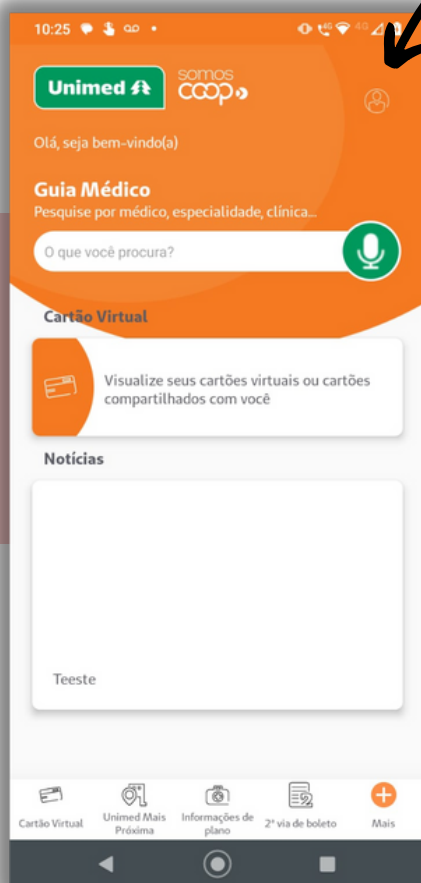 10:25
4G
Unimed
somos
coop
Olá, seja bem-vindo(a)
Guia Médico
Pesquise por médico, especialidade, clínica...
O que você procura?
Cartão Virtual
Visualize seus cartões virtuais ou cartões
compartilhados com você
Notícias
Teeste
Cartão Virtual
Unimed Mais
Próxima
Informações de
plano
2ª via de boleto
Mais